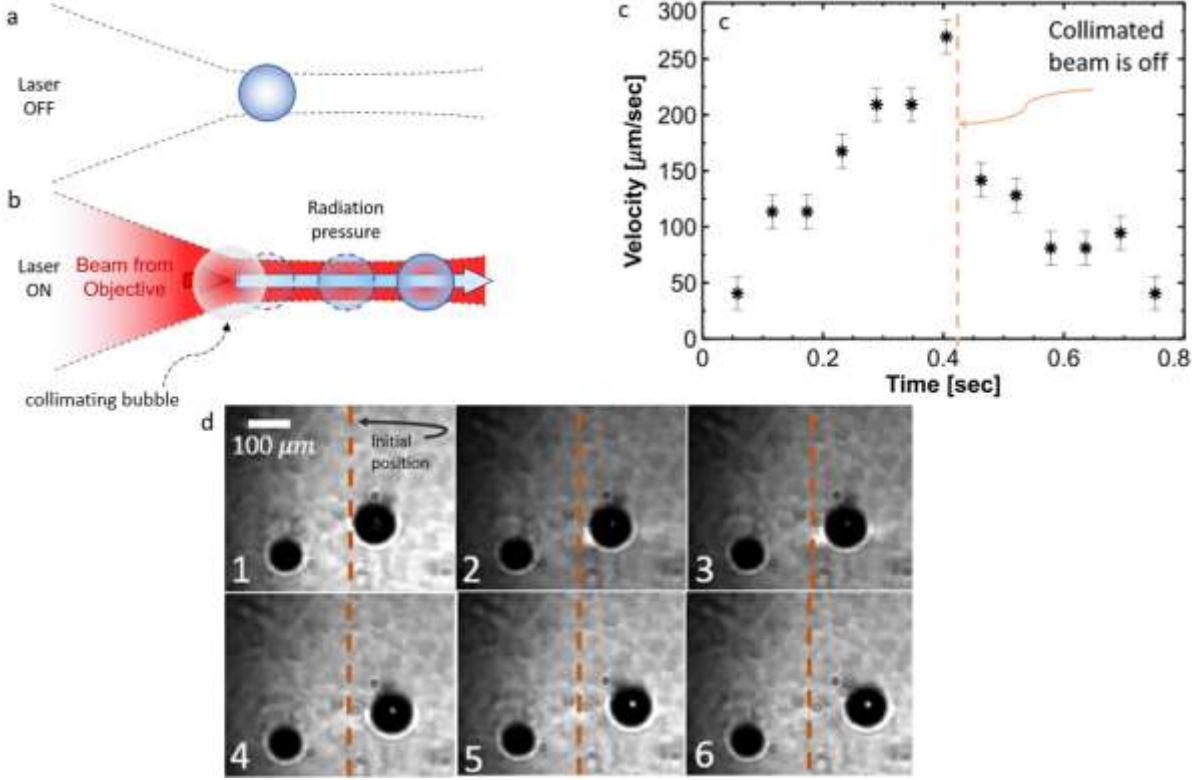 a
Laser
OFF
b
Radiation
pressure
Laser
ON
Beam from
Objective
collimating bubble
c
c
Collimated
beam is off
Velocity [μm/sec]
300
250
200
150
100
50
0
0
0.2
0.4
0.6
0.8
Time [sec]
d
100 μm
Initial
position
1
2
3
4
5
6